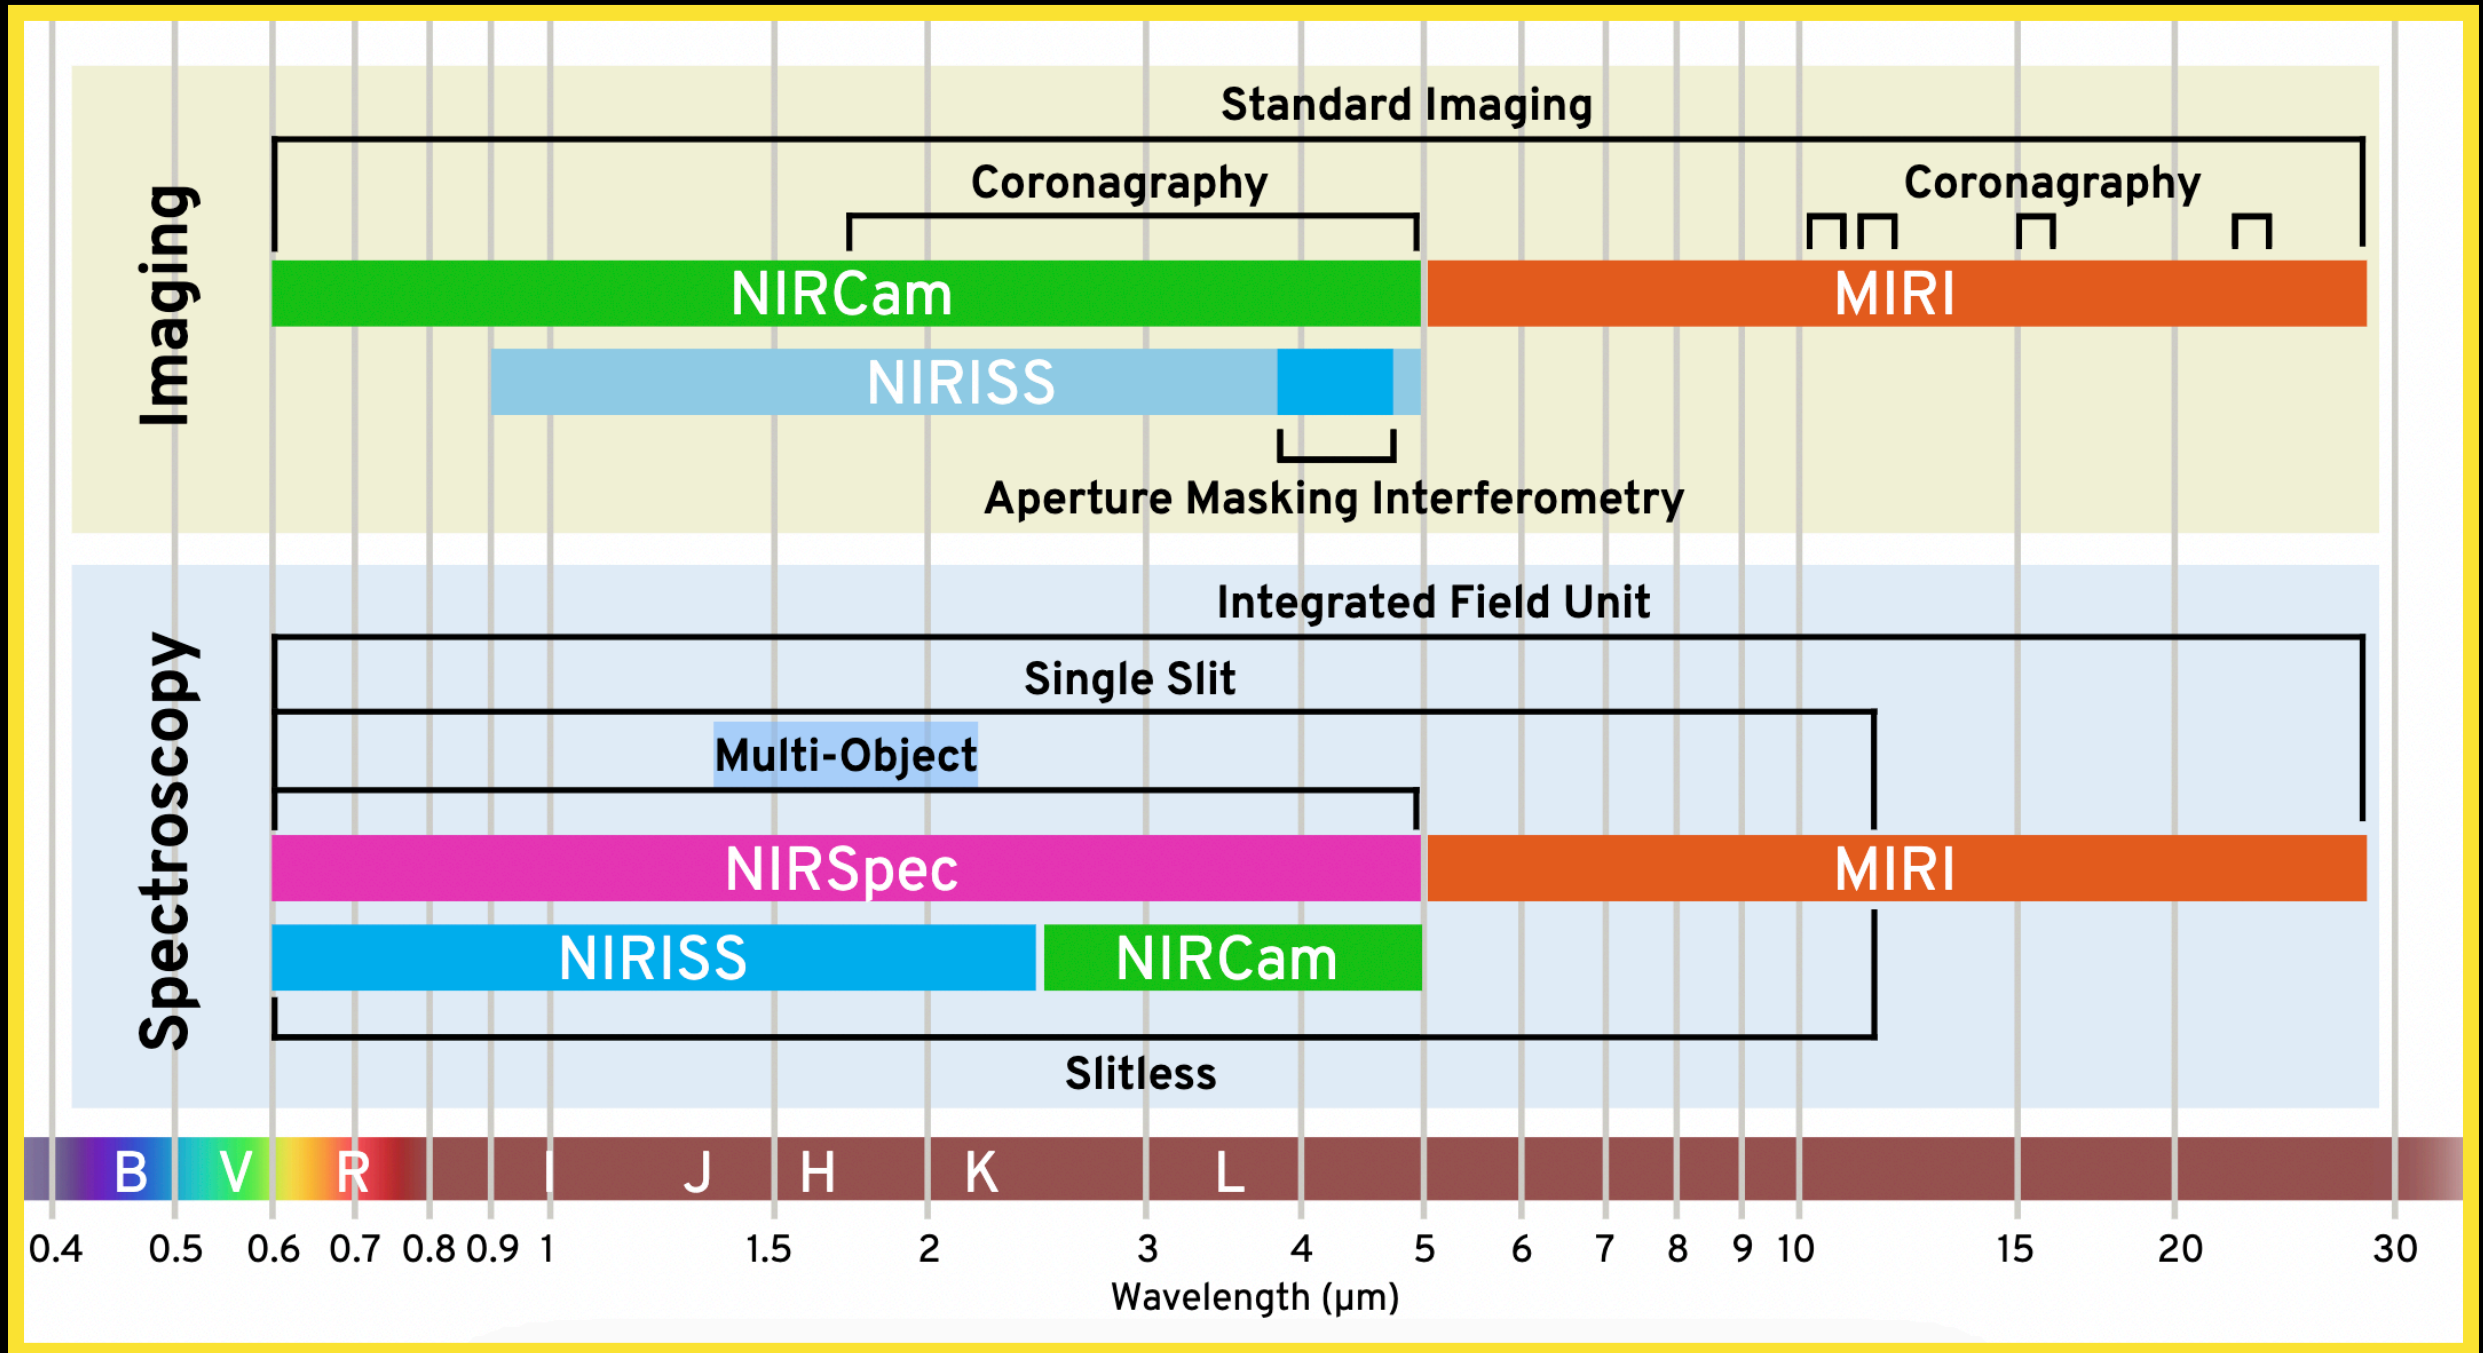 Imaging
Standard Imaging
Coronagraphy Coronagraphy
NIRCam MIRI
NIRISS
Aperture Masking Interferometry
Spectroscopy
Integrated Field Unit
Single Slit
Multi-Object
NIRSpec MIRI
NIRISS NIRCam
Slitless
B V R I J H K L
0.4 0.5 0.6 0.7 0.8 0.9 1 1.5 2 3 4 5 6 7 8 9 10 15 20 30
Wavelength (μm)